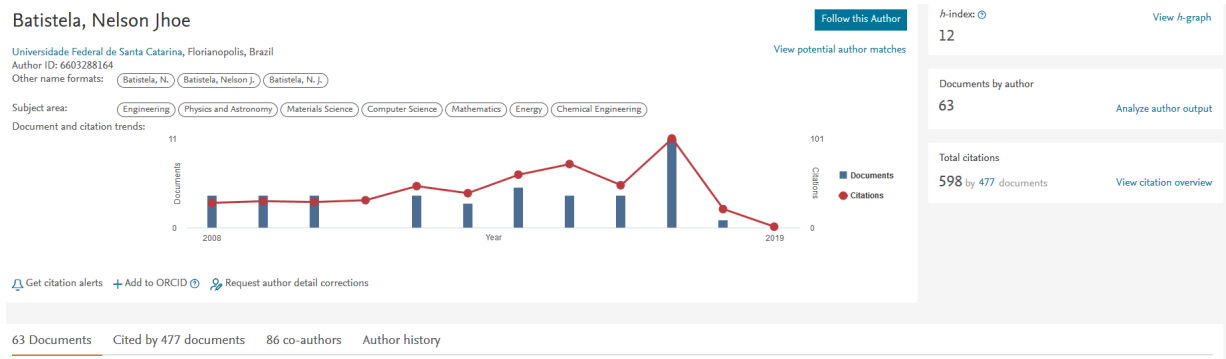 Batistela, Nelson Jhoe
Follow this Author
Universidade Federal de Santa Catarina, Florianopolis, Brazil
View potential author matches
Author ID: 6603288164
Other name formats: Batistela, N. Batistela, Nelson J. Batistela, N. J.
Subject area: Engineering Physics and Astronomy Materials Science Computer Science Mathematics Energy Chemical Engineering
Document and citation trends:
11
101
Documents
Citations
Documents
Citations
0
0
2008
Year
2019
Get citation alerts + Add to ORCID ? Request author detail corrections
h-index: ? View h-graph
12
Documents by author
63 Analyze author output
Total citations
598 by 477 documents View citation overview
63 Documents Cited by 477 documents 86 co-authors Author history